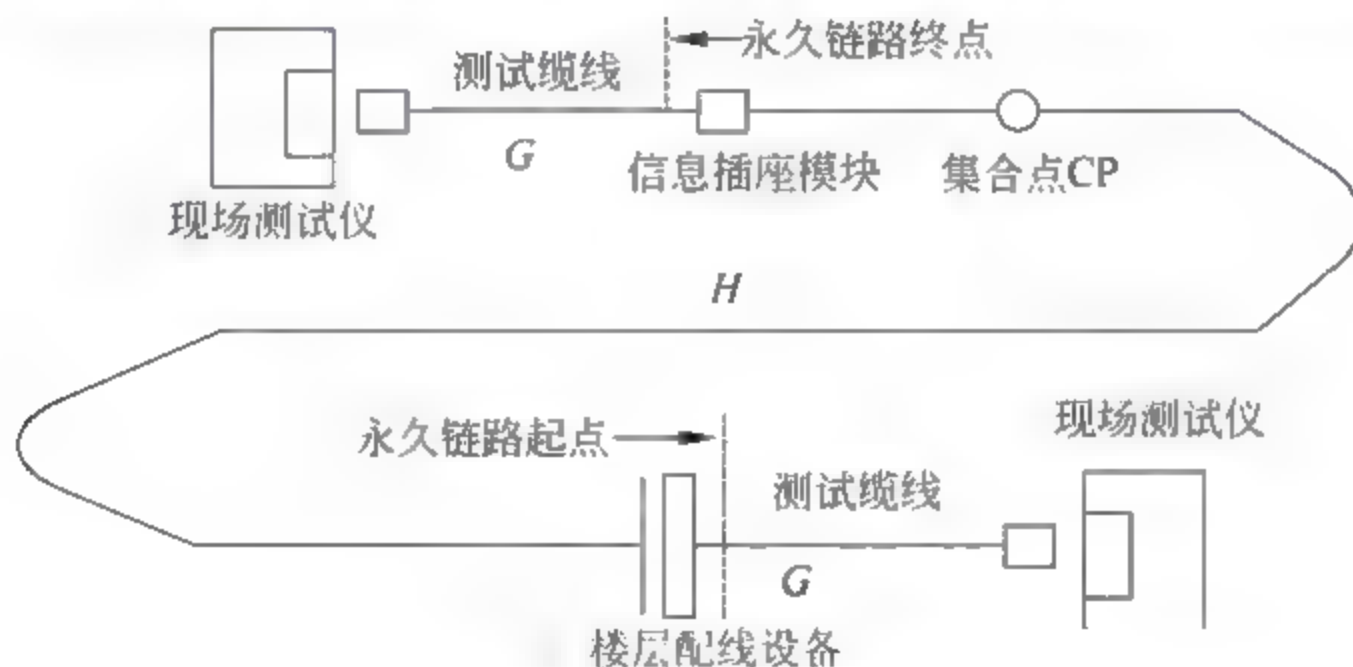 永久链路终点
测试缆线
G
信息插座模块
集合点CP
现场测试仪
H
永久链路起点
现场测试仪
测试缆线
G
楼层配线设备